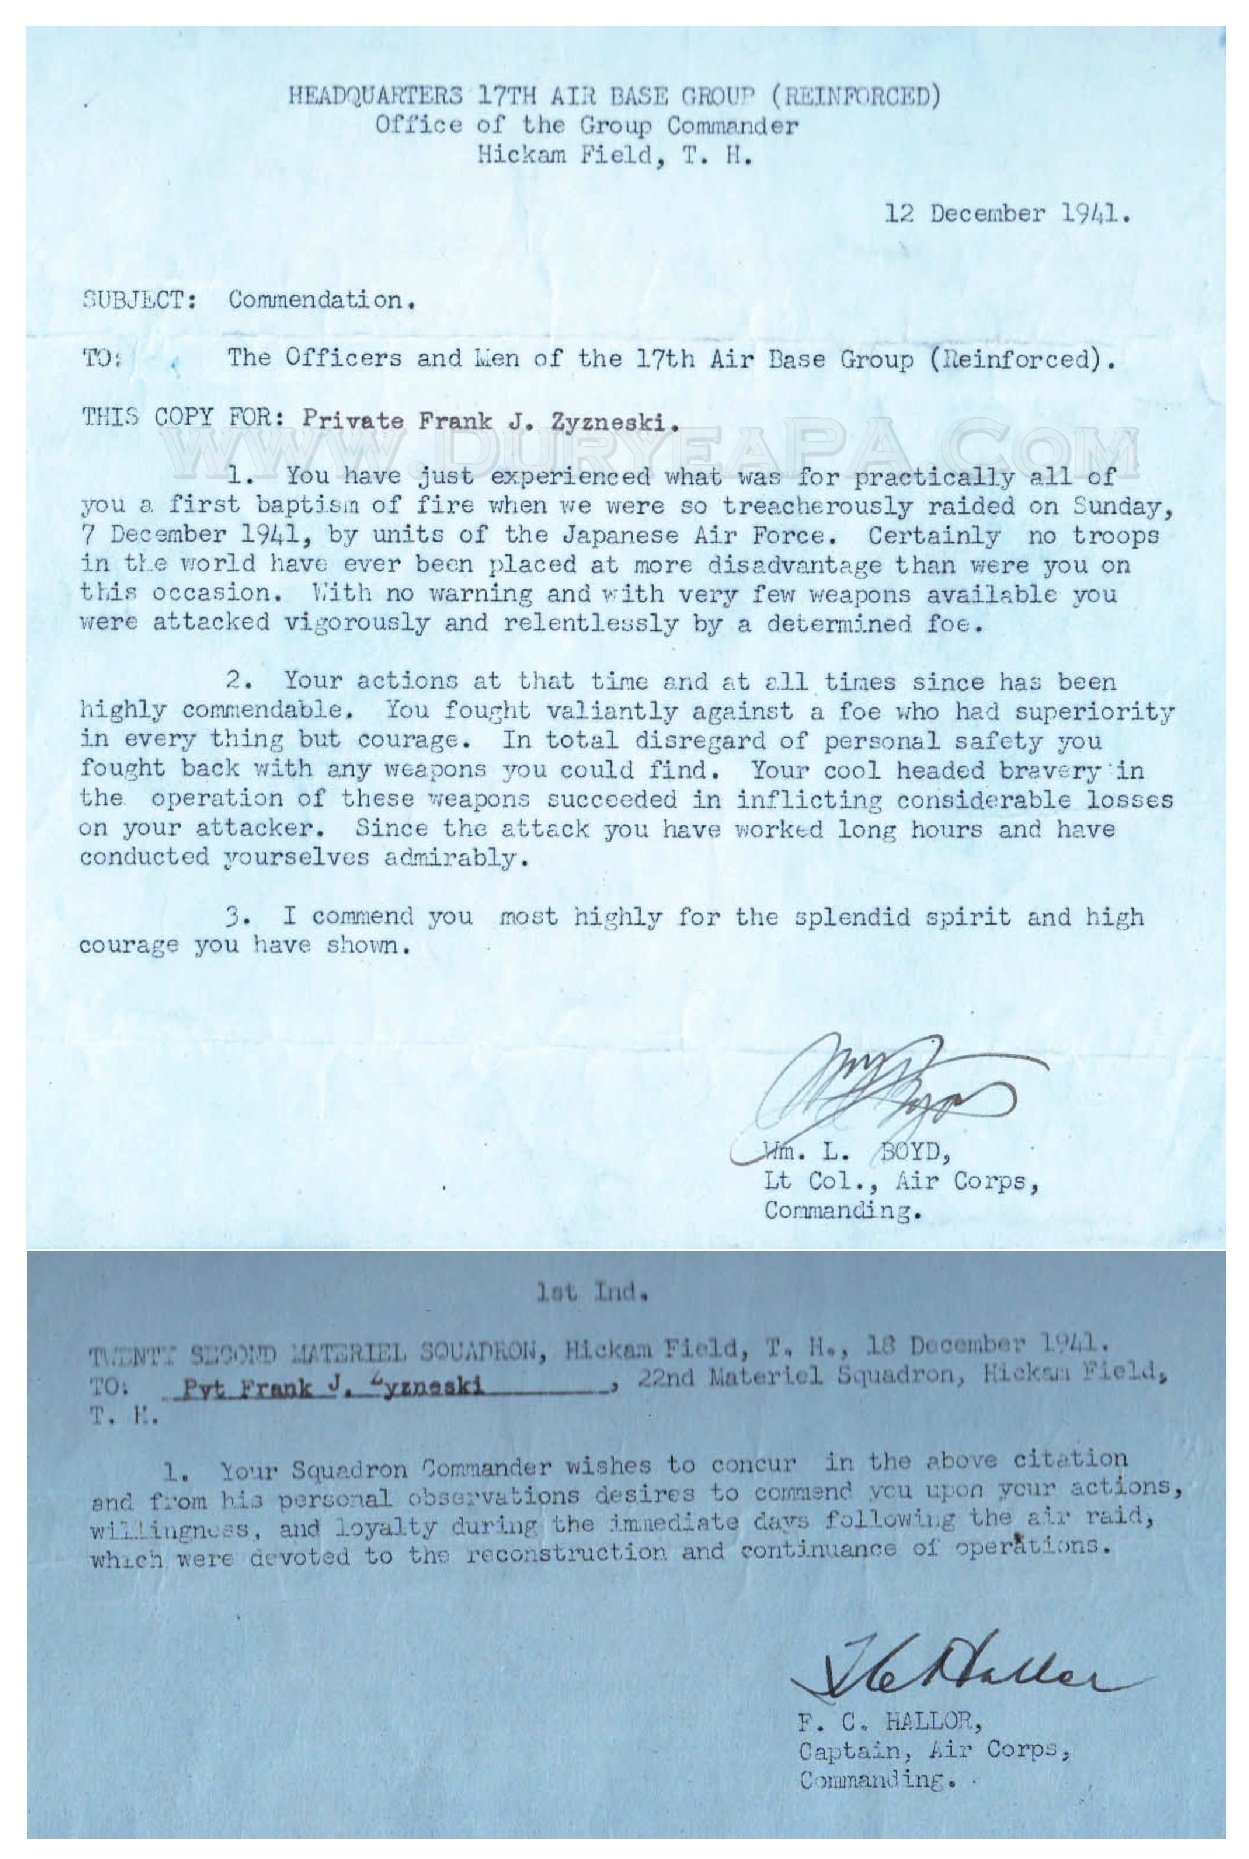 HEADQUARTERS 17TH AIR BASE GROUP (REINFORCED)
Office of the Group Commander
Hickam Field, T. H.
12 December 1941.
SUBJECT: Commendation.
TO: The Officers and Men of the 17th Air Base Group (Reinforced).
THIS COPY FOR: Private Frank J. Zyzneski.
www.DuryeaPA.Com
1. You have just experienced what was for practically all of
you a first baptism of fire when we were so treacherously raided on Sunday,
7 December 1941, by units of the Japanese Air Force. Certainly no troops
in the world have ever been placed at more disadvantage than were you on
this occasion. With no warning and with very few weapons available you
were attacked vigorously and relentlessly by a determined foe.
2. Your actions at that time and at all times since has been
highly commendable. You fought valiantly against a foe who had superiority
in every thing but courage. In total disregard of personal safety you
fought back with any weapons you could find. Your cool headed bravery in
the operation of these weapons succeeded in inflicting considerable losses
on your attacker. Since the attack you have worked long hours and have
conducted yourselves admirably.
3. I commend you most highly for the splendid spirit and high
courage you have shown.
Wm L Boyd
Wm. L. BOYD,
Lt Col., Air Corps,
Commanding.
1st Ind.
TWENTY SECOND MATERIEL SQUADRON, Hickam Field, T. H., 18 December 1941.
TO: Pvt Frank J. Zyzneski, 22nd Materiel Squadron, Hickam Field,
T. H.
1. Your Squadron Commander wishes to concur in the above citation
and from his personal observations desires to commend you upon your actions,
willingness, and loyalty during the immediate days following the air raid,
which were devoted to the reconstruction and continuance of operations.
F C Hallor
F. C. HALLOR,
Captain, Air Corps,
Commanding.